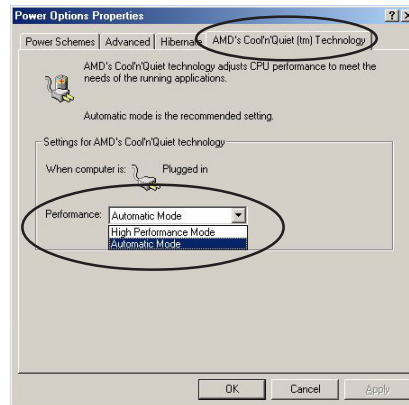 Power Options Properties
Power Schemes Advanced Hibernate AMD's Cool'n'Quiet (tm) Technology
AMD's Cool'n'Quiet technology adjusts CPU performance to meet the
needs of the running applications.
Automatic mode is the recommended setting.
Settings for AMD's Cool'n'Quiet technology
When computer is: Plugged in
Performance: Automatic Mode
High Performance Mode
Automatic Mode
OK Cancel Apply